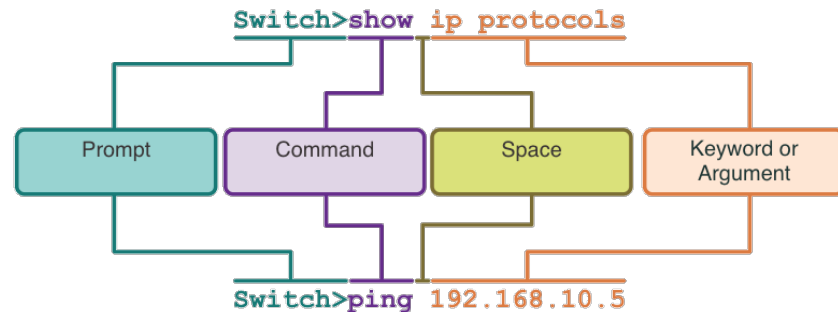 Switch>show ip protocols
Prompt
Command
Space
Keyword or
Argument
Switch>ping 192.168.10.5